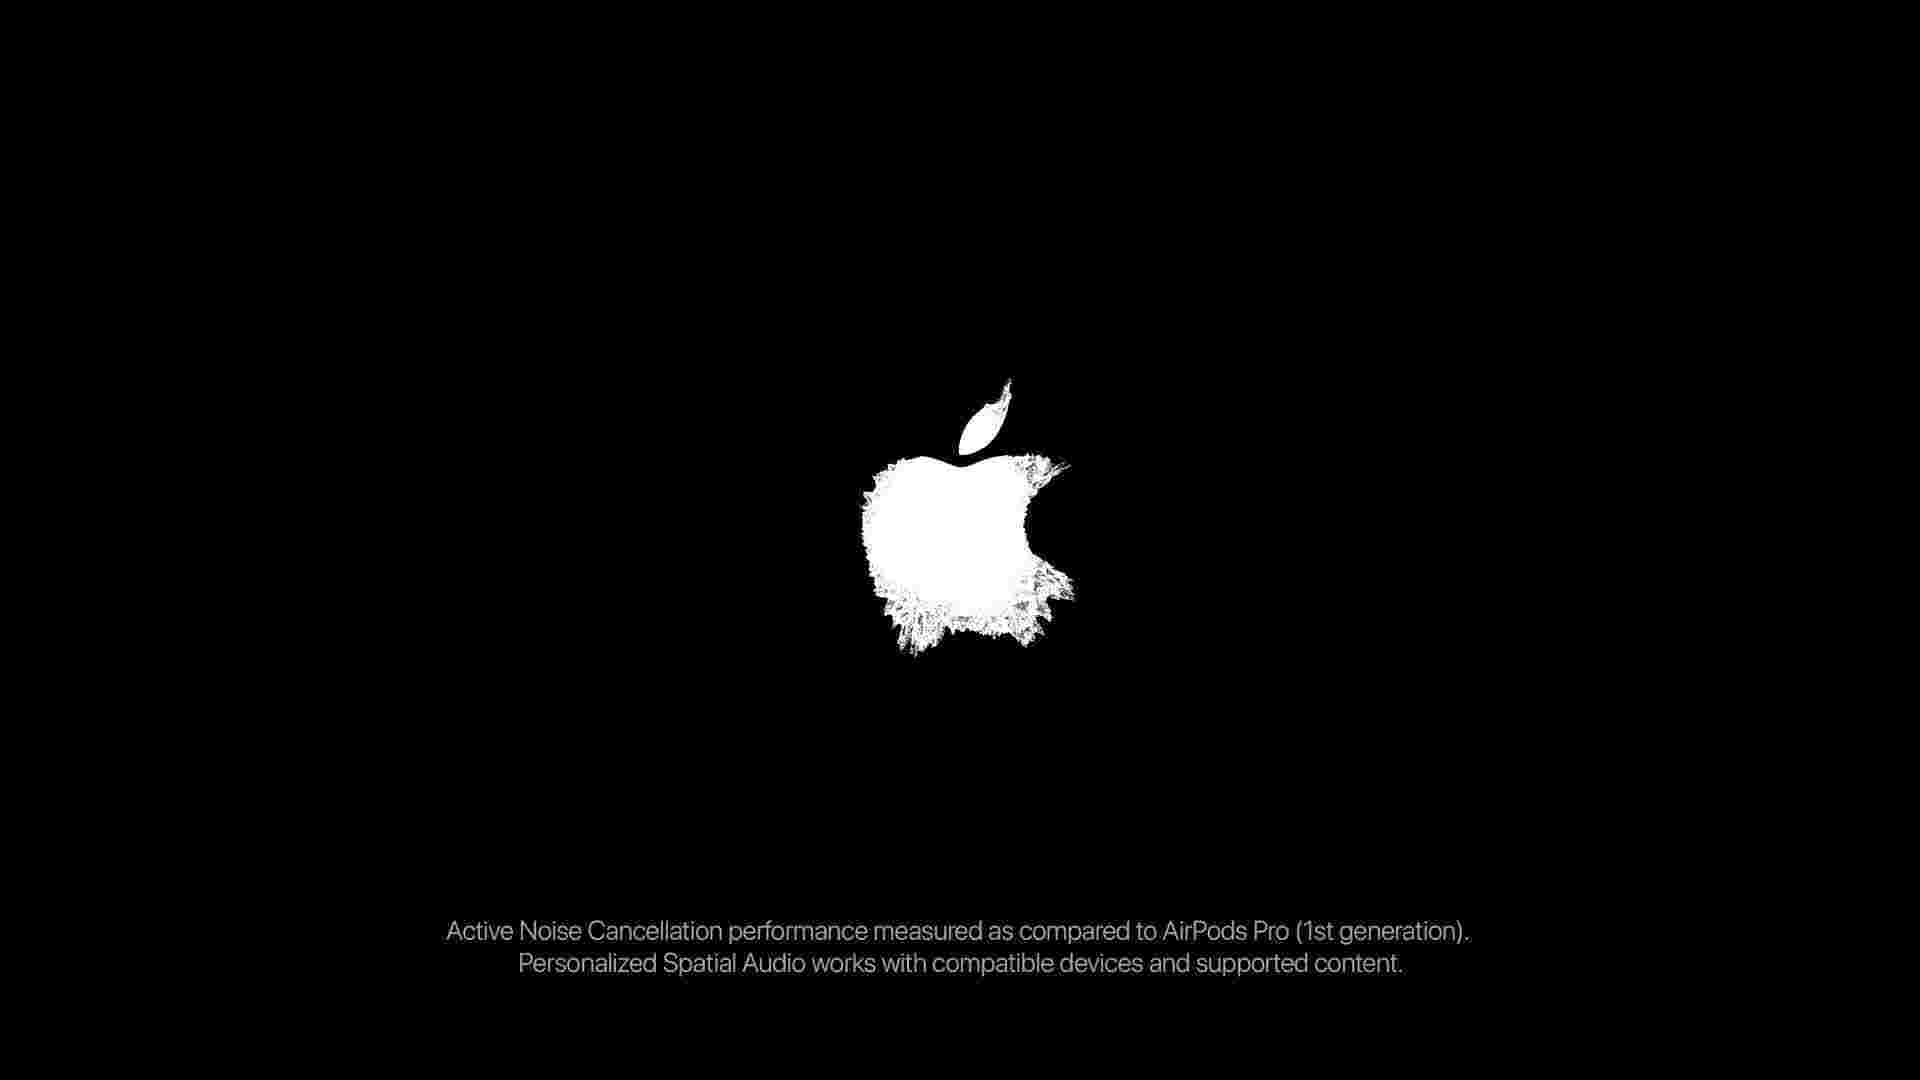 Active Noise Cancellation performance measured as compared to AirPods Pro (1st generation).
Personalized Spatial Audio works with compatible devices and supported content.